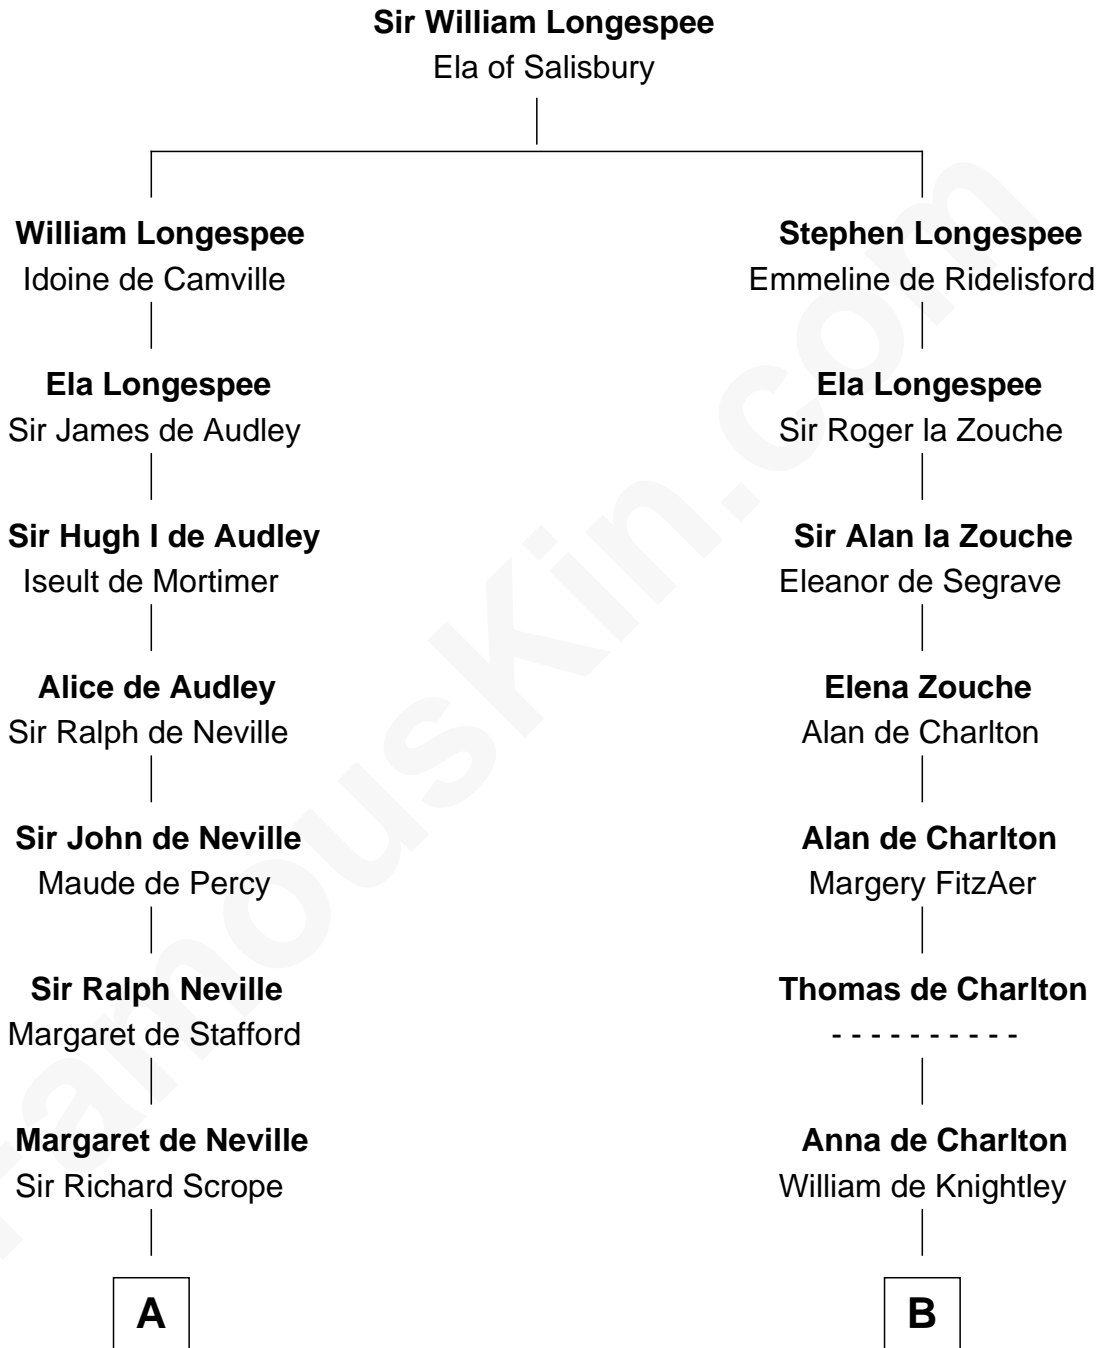 Sir William Longespee
Ela of Salisbury
William Longespee
Idoine de Camville
Ela Longespee
Sir James de Audley
Sir Hugh I de Audley
Iseult de Mortimer
Alice de Audley
Sir Ralph de Neville
Sir John de Neville
Maude de Percy
Sir Ralph Neville
Margaret de Stafford
Margaret de Neville
Sir Richard Scrope
A
Stephen Longespee
Emmeline de Ridelisford
Ela Longespee
Sir Roger la Zouche
Sir Alan la Zouche
Eleanor de Segrave
Elena Zouche
Alan de Charlton
Alan de Charlton
Margery FitzAer
Thomas de Charlton
- - - - - - - - - -
Anna de Charlton
William de Knightley
B
FamousKin.com